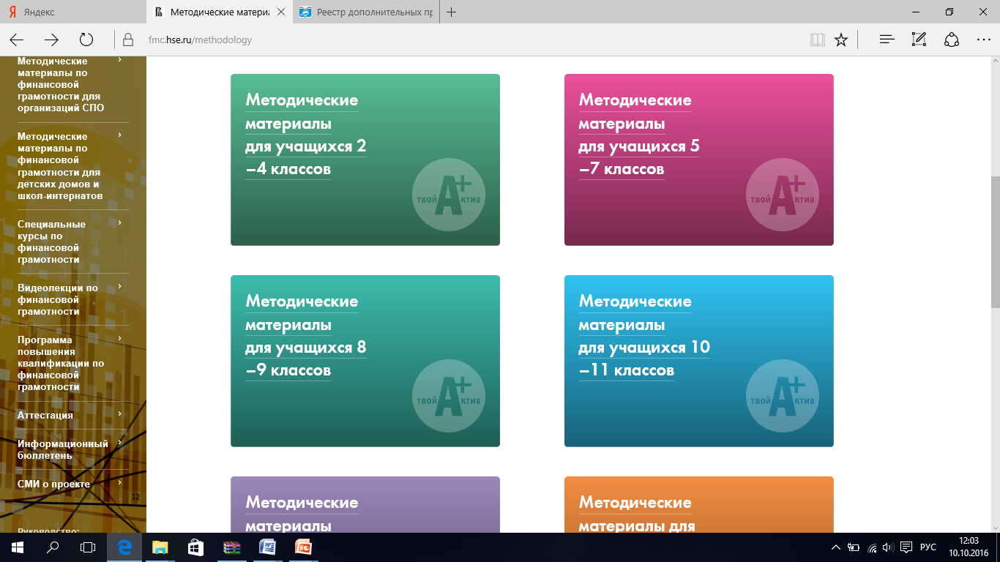 Яндекс
Методические матери
Реестр дополнительных пр
fmc.hse.ru/methodology
Методические
материалы по
финансовой
грамотности для
организаций СПО
Методические
материалы по
финансовой
грамотности для
детских домов и
школ-интернатов
Специальные
курсы по
финансовой
грамотности
Видеолекции по
финансовой
грамотности
Программа
повышения
квалификации по
финансовой
грамотности
Аттестация
Информационный
бюллетень
СМИ о проекте
12
Руководство:
Методические
материалы
для учащихся 2
–4 классов
ТВОЙ А+ КТИВ
Методические
материалы
для учащихся 5
–7 классов
ТВОЙ А+ КТИВ
Методические
материалы
для учащихся 8
–9 классов
ТВОЙ А+ КТИВ
Методические
материалы
для учащихся 10
–11 классов
ТВОЙ А+ КТИВ
Методические
материалы
Методические
материалы для
РУС
12:03
10.10.2016